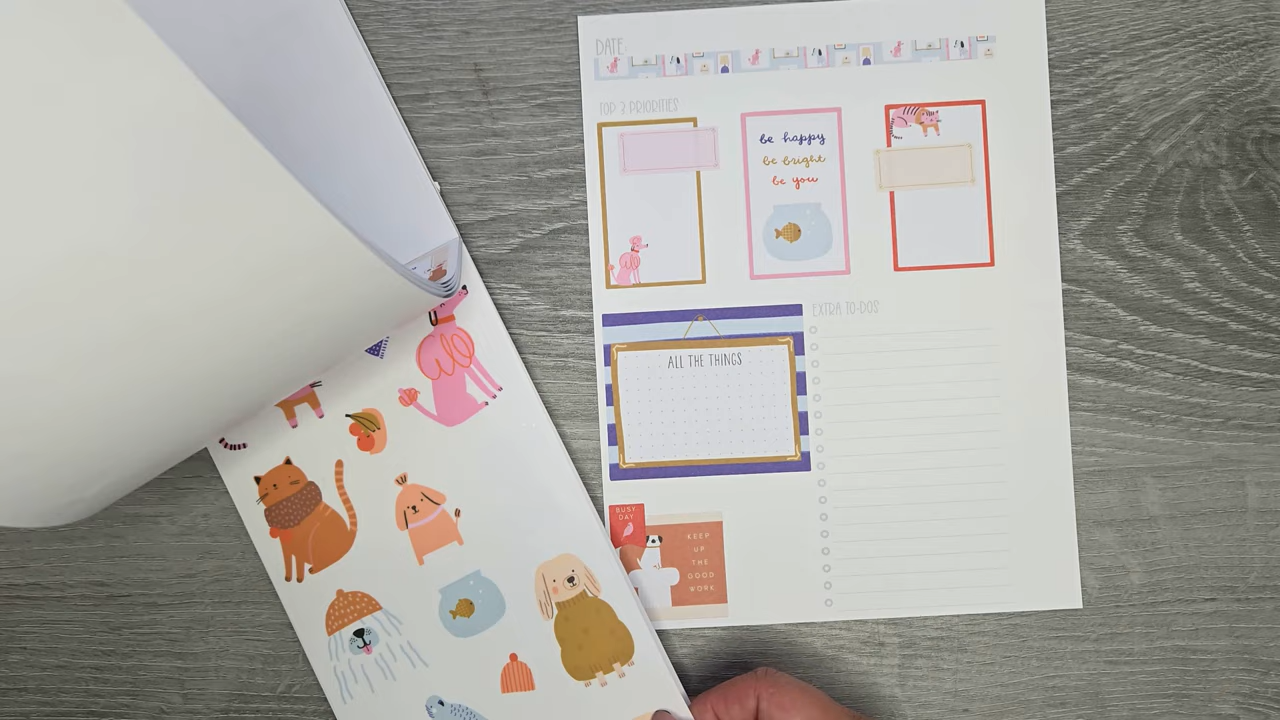 DATE
TOP 3 PRIORITIES
be happy
be bright
be you
ALL THE THINGS
EXTRA TO-DOS
BUSY
DAY
KEEP
UP
THE
GOOD
WORK